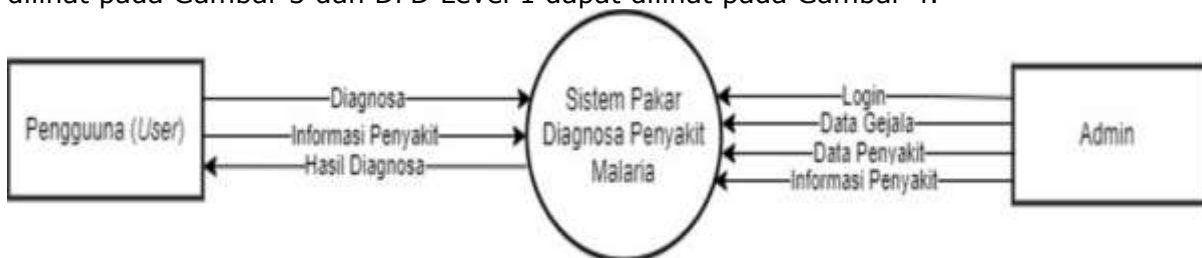 dilihat pada Gambar 3 dan DFD Level 1 dapat dilihat pada Gambar 4.
Pengguuna (User)
Diagnosa
Informasi Penyakit
Hasil Diagnosa
Sistem Pakar
Diagnosa Penyakit
Malaria
Login
Data Gejala
Data Penyakit
Informasi Penyakit
Admin